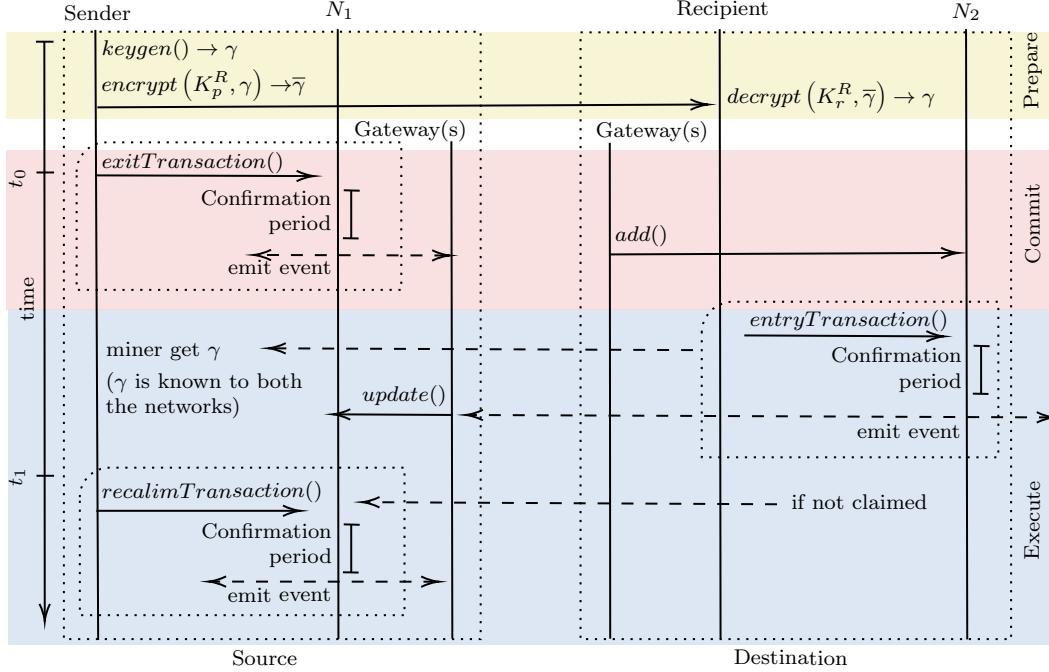 Sender
N₁
Recipient
N₂
keygen() → γ
encrypt(Kₚᴿ, γ) → γ̅
decrypt(Kᵣᴿ, γ̅) → γ
Prepare
Gateway(s)
Gateway(s)
t₀
exitTransaction()
Confirmation
period
emit event
add()
Commit
time
entryTransaction()
Confirmation
period
emit event
miner get γ
(γ is known to both
the networks)
update()
t₁
recalimTransaction()
if not claimed
Confirmation
period
emit event
Execute
Source
Destination